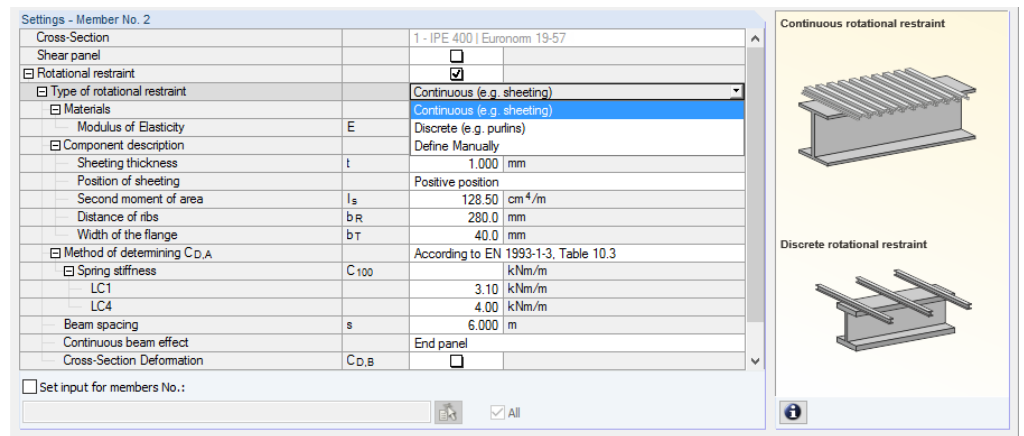 Settings - Member No. 2
Cross-Section 1 - IPE 400 | Euronorm 19-57
Shear panel
Rotational restraint
Type of rotational restraint Continuous (e.g. sheeting)
Materials Continuous (e.g. sheeting)
Modulus of Elasticity E Discrete (e.g. purlins)
Component description Define Manually
Sheeting thickness t 1.000 mm
Position of sheeting Positive position
Second moment of area Is 128.50 cm4/m
Distance of ribs bR 280.0 mm
Width of the flange bT 40.0 mm
Method of determining CD,A According to EN 1993-1-3, Table 10.3
Spring stiffness C100 kNm/m
LC1 3.10 kNm/m
LC4 4.00 kNm/m
Beam spacing s 6.000 m
Continuous beam effect End panel
Cross-Section Deformation CD,B
Set input for members No.:
All
Continuous rotational restraint
Discrete rotational restraint